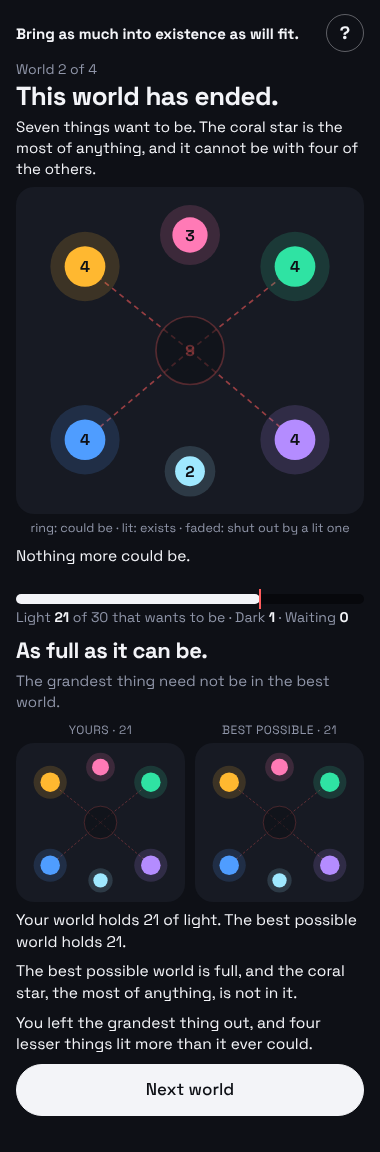 Bring as much into existence as will fit.
?
World 2 of 4
This world has ended.
Seven things want to be. The coral star is the
most of anything, and it cannot be with four of
the others.
3
4
4
9
4
4
2
ring: could be · lit: exists · faded: shut out by a lit one
Nothing more could be.
Light 21 of 30 that wants to be · Dark 1 · Waiting 0
As full as it can be.
The grandest thing need not be in the best
world.
YOURS · 21
BEST POSSIBLE · 21
Your world holds 21 of light. The best possible
world holds 21.
The best possible world is full, and the coral
star, the most of anything, is not in it.
You left the grandest thing out, and four
lesser things lit more than it ever could.
Next world